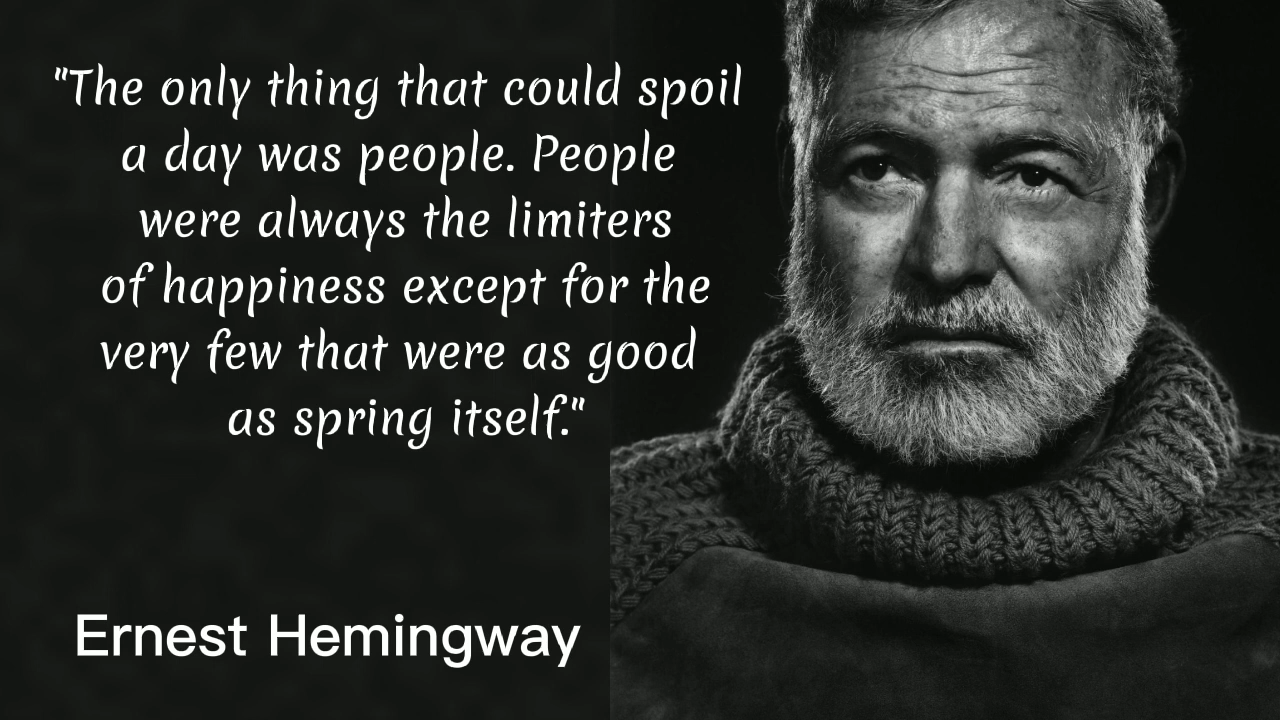 "The only thing that could spoil
a day was people. People
were always the limiters
of happiness except for the
very few that were as good
as spring itself."
Ernest Hemingway